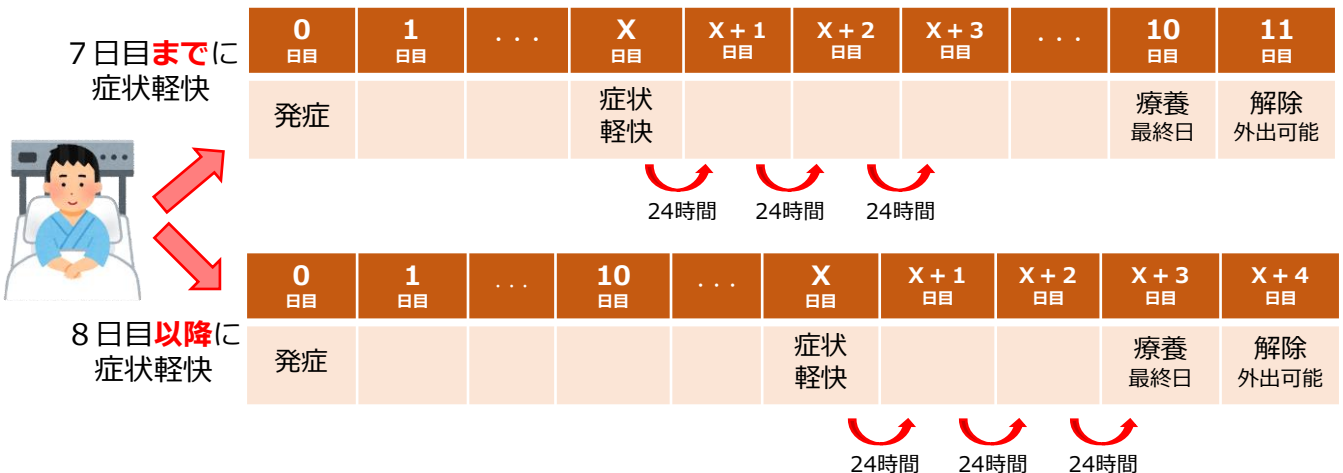 7日目までに
症状軽快
0 1 ... X X + 1 X + 2 X + 3 ... 10 11
日目 日目 日目 日目 日目 日目 日目 日目
発症 症状 療養 解除
軽快 最終日 外出可能
24時間 24時間 24時間
8日目以降に
症状軽快
0 1 ... 10 ... X X + 1 X + 2 X + 3 X + 4
日目 日目 日目 日目 日目 日目 日目 日目
発症 症状 療養 解除
軽快 最終日 外出可能
24時間 24時間 24時間